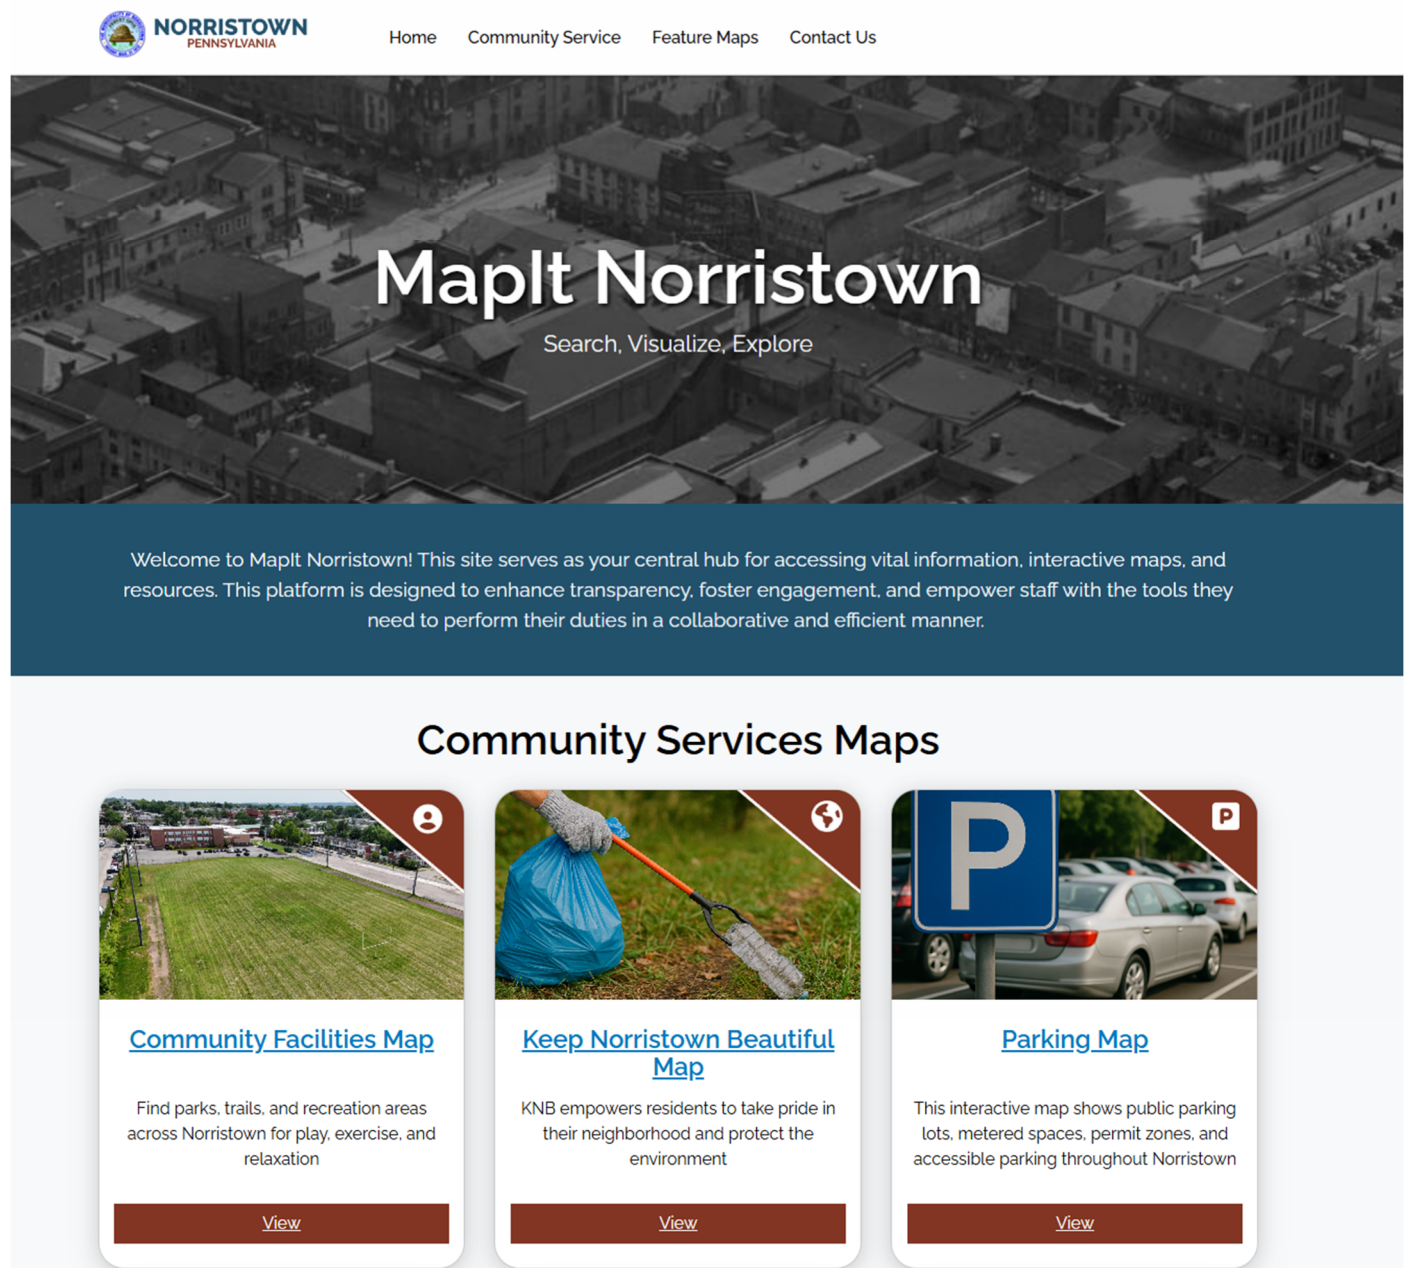 NORRISTOWN
PENNSYLVANIA
Home Community Service Feature Maps Contact Us
MapIt Norristown
Search, Visualize, Explore
Welcome to MapIt Norristown! This site serves as your central hub for accessing vital information, interactive maps, and
resources. This platform is designed to enhance transparency, foster engagement, and empower staff with the tools they
need to perform their duties in a collaborative and efficient manner.
Community Services Maps
P
P
Community Facilities Map
Find parks, trails, and recreation areas
across Norristown for play, exercise, and
relaxation
View
Keep Norristown Beautiful
Map
KNB empowers residents to take pride in
their neighborhood and protect the
environment
View
Parking Map
This interactive map shows public parking
lots, metered spaces, permit zones, and
accessible parking throughout Norristown
View